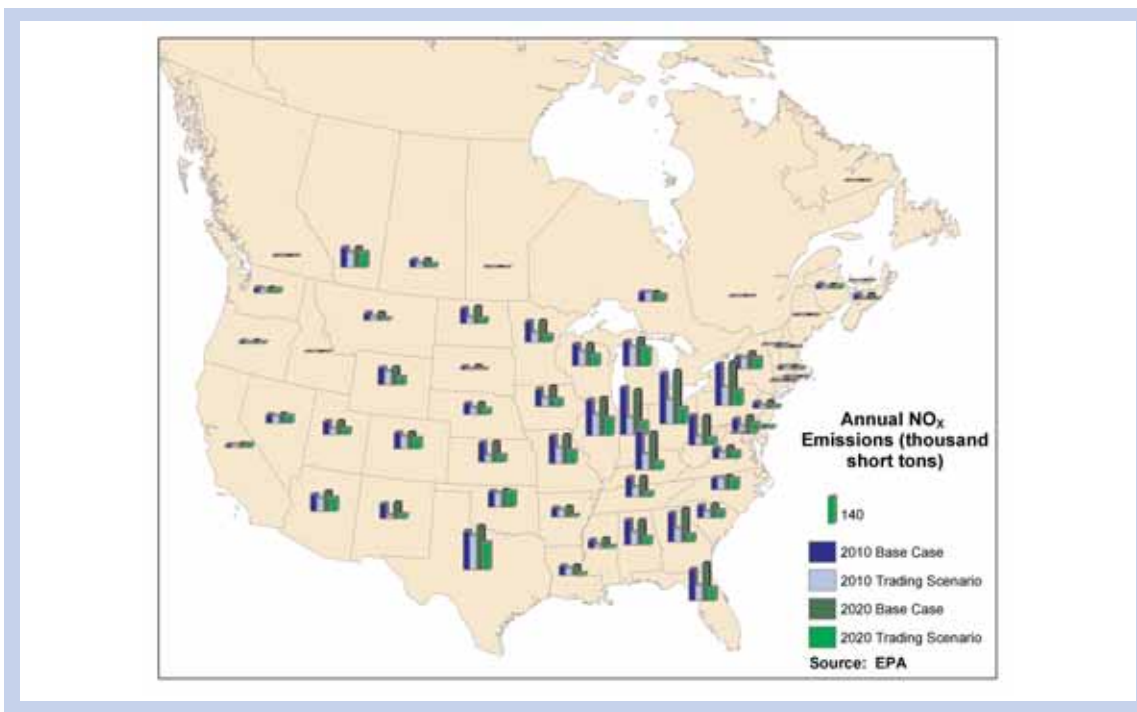 Annual NOX
Emissions (thousand
short tons)
140
2010 Base Case
2010 Trading Scenario
2020 Base Case
2020 Trading Scenario
Source: EPA